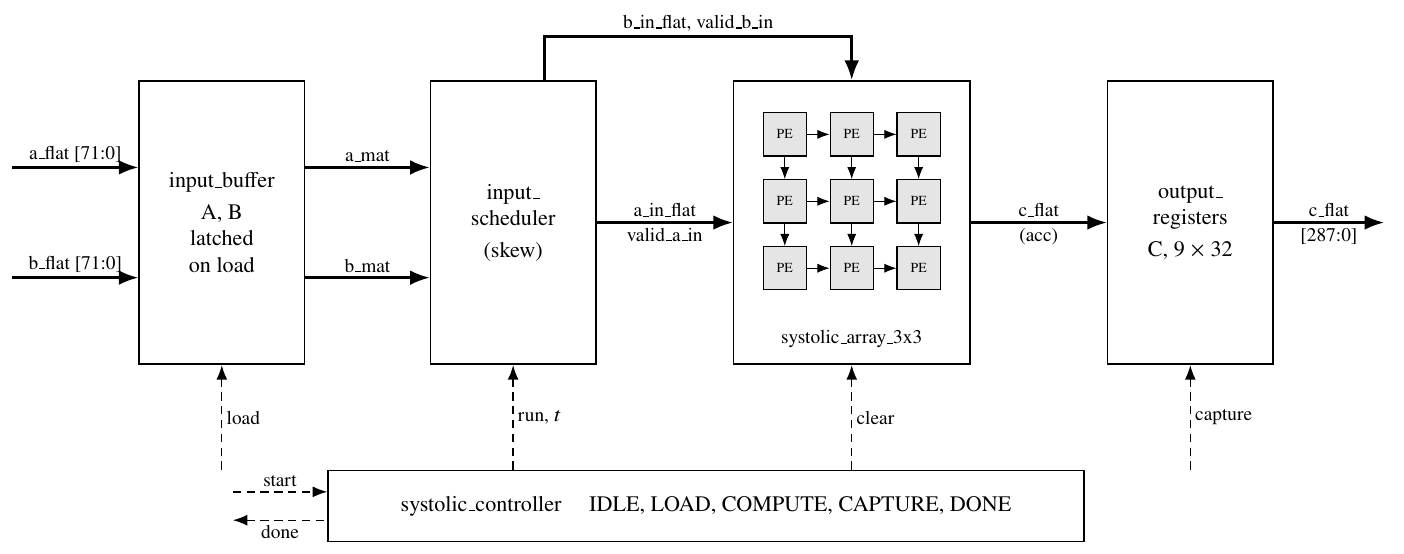 b_in_flat, valid_b_in
a_flat [71:0]
b_flat [71:0]
input_buffer
A, B
latched
on load
a_mat
b_mat
input_
scheduler
(skew)
a_in_flat
valid_a_in
PE PE PE
PE PE PE
PE PE PE
systolic_array_3x3
c_flat
(acc)
output_
registers
C, 9 × 32
c_flat
[287:0]
load
run, t
clear
capture
start
done
systolic_controller IDLE, LOAD, COMPUTE, CAPTURE, DONE